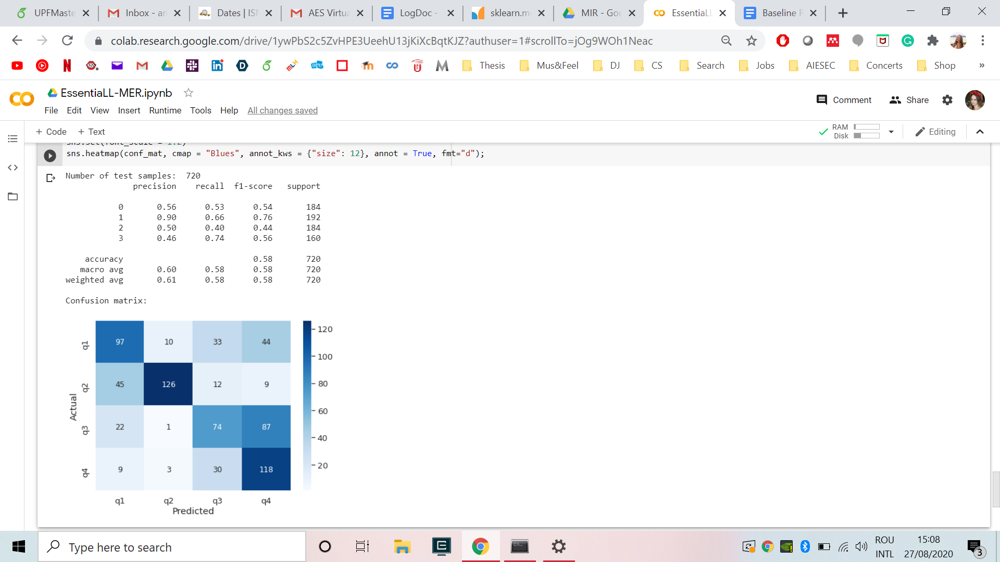 UPFMaste
Inbox - an
Dates | ISM
AES Virtua
LogDoc -
sklearn.m
MIR - Goo
EssentiaLL
Baseline R
colab.research.google.com/drive/1ywPbS2c5ZvHPE3UeehU13jKiXcBqtKJZ?authuser=1#scrollTo=jOg9WOh1Neac
Thesis
Mus&Feel
DJ
CS
Search
Jobs
AIESEC
Concerts
Shop
»
EssentiaLL-MER.ipynb
Comment
Share
File Edit View Insert Runtime Tools Help All changes saved
+ Code + Text
RAM
Disk
Editing
sns.set(font_scale = 1.2)
sns.heatmap(conf_mat, cmap = "Blues", annot_kws = {"size": 12}, annot = True, fmt="d");
Number of test samples: 720
precision recall f1-score support
0 0.56 0.53 0.54 184
1 0.90 0.66 0.76 192
2 0.50 0.40 0.44 184
3 0.46 0.74 0.56 160
accuracy 0.58 720
macro avg 0.60 0.58 0.58 720
weighted avg 0.61 0.58 0.58 720
Confusion matrix:
q1 97 10 33 44
q2 45 126 12 9
q3 22 1 74 87
q4 9 3 30 118
Actual
q1 q2 q3 q4
Predicted
120
100
80
60
40
20
Type here to search
ROU
INTL
15:08
27/08/2020
3